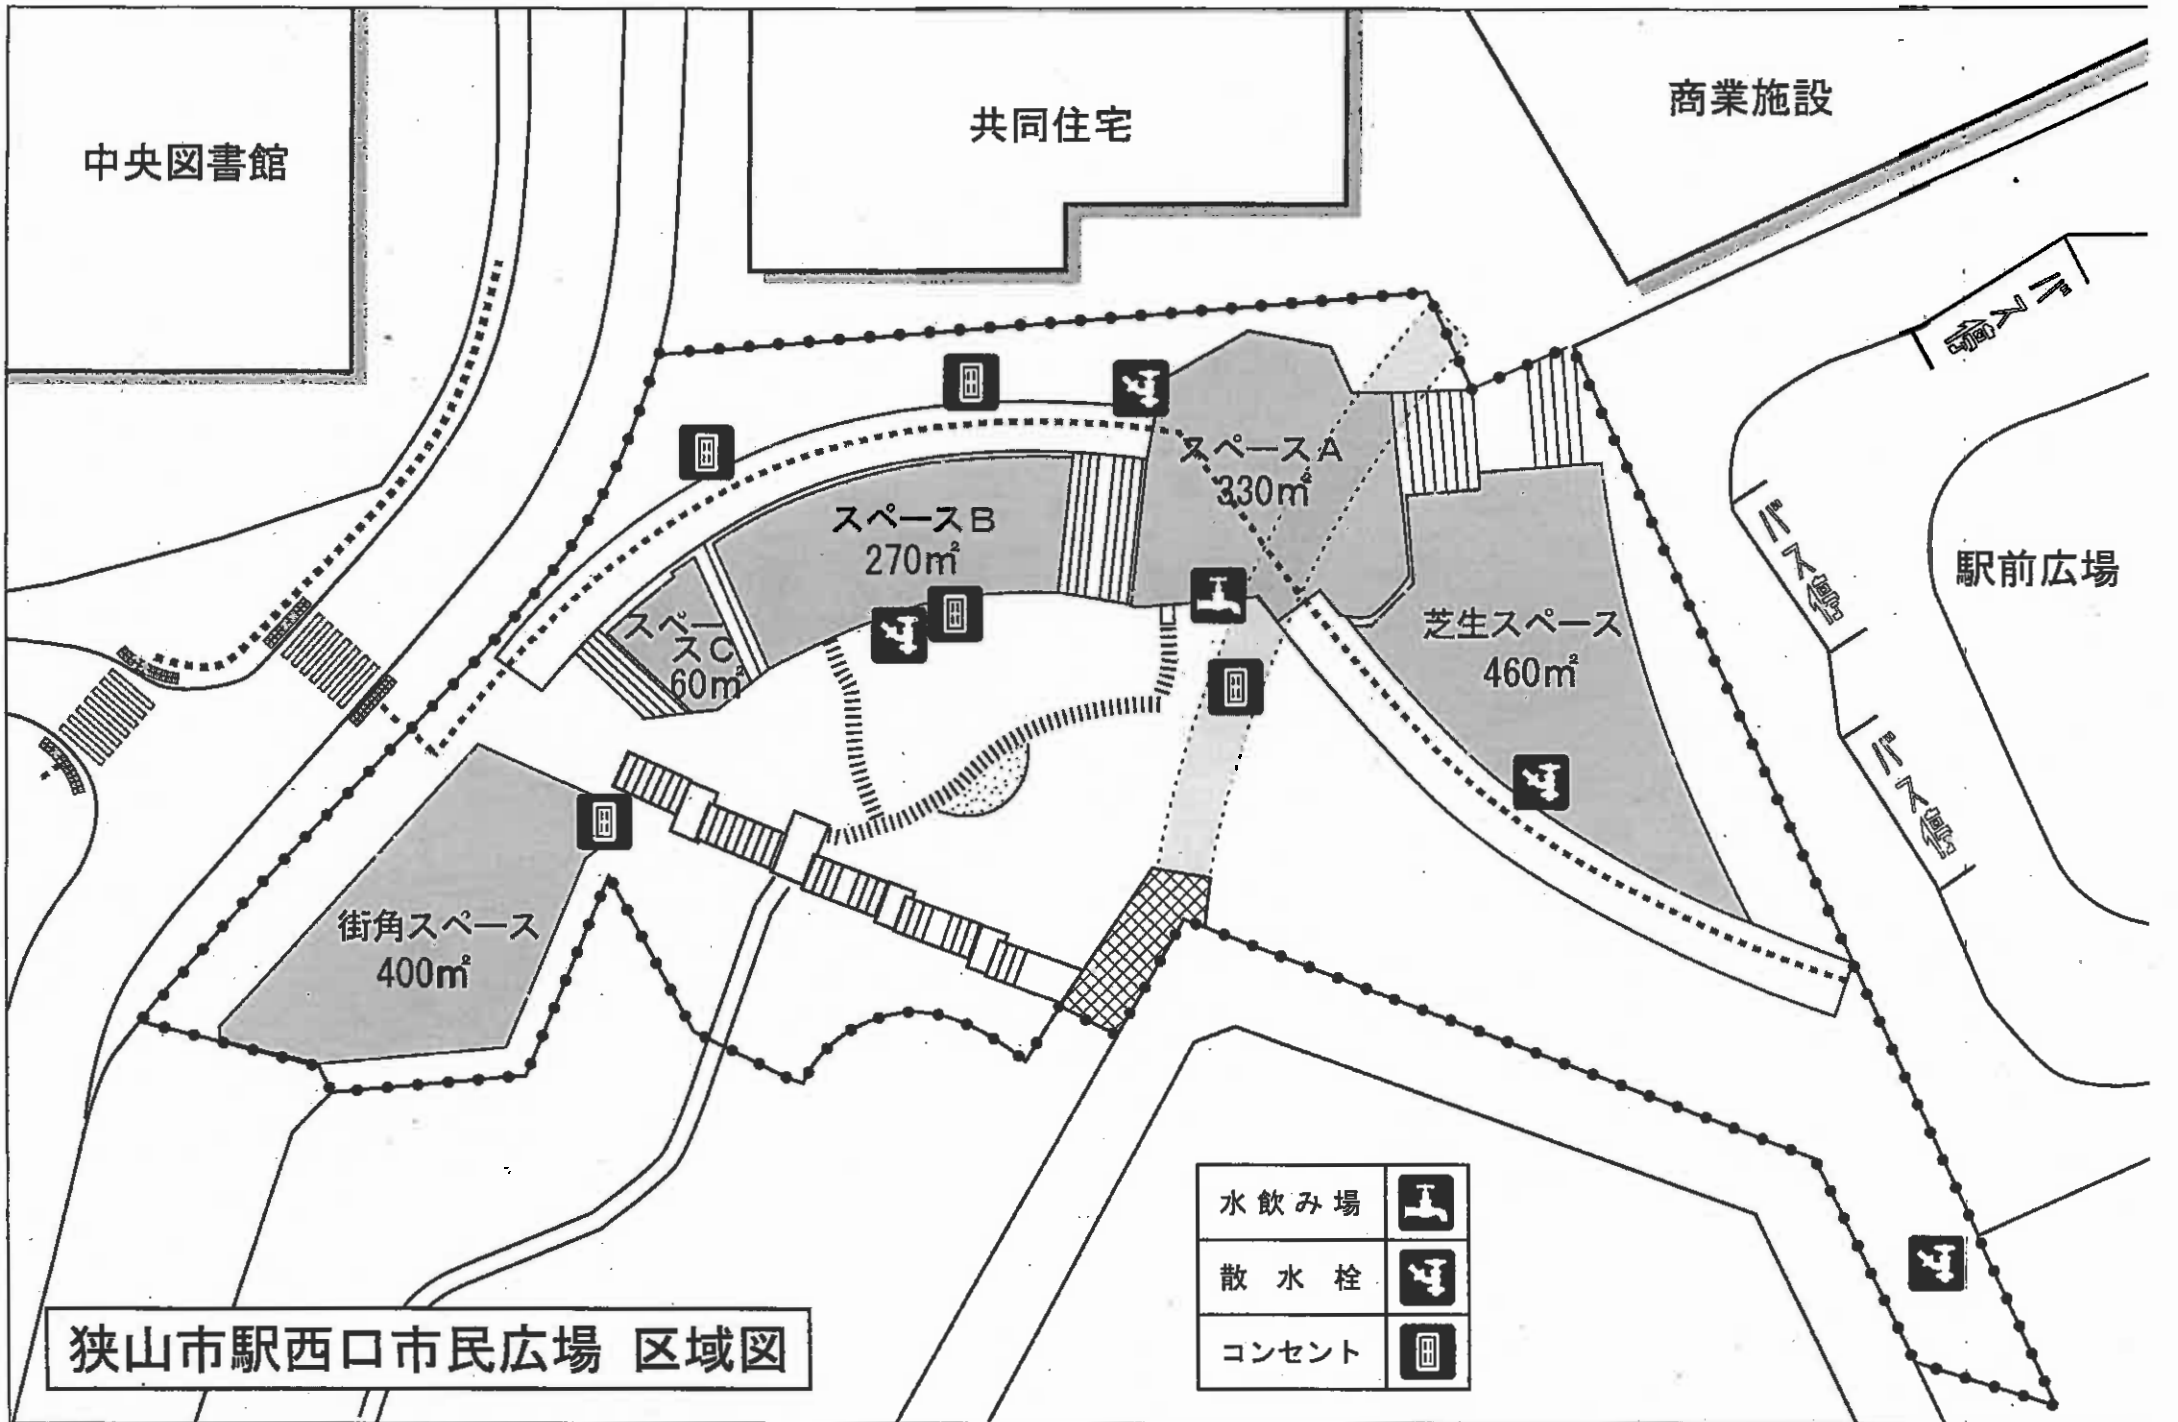 中央図書館
共同住宅
商業施設
バス停
スペースA
330㎡
スペースB
270㎡
スペー
スC
60㎡
芝生スペース
460㎡
バス停
駅前広場
バス停
街角スペース
400㎡
水飲み場
散水栓
コンセント
狭山市駅西口市民広場 区域図